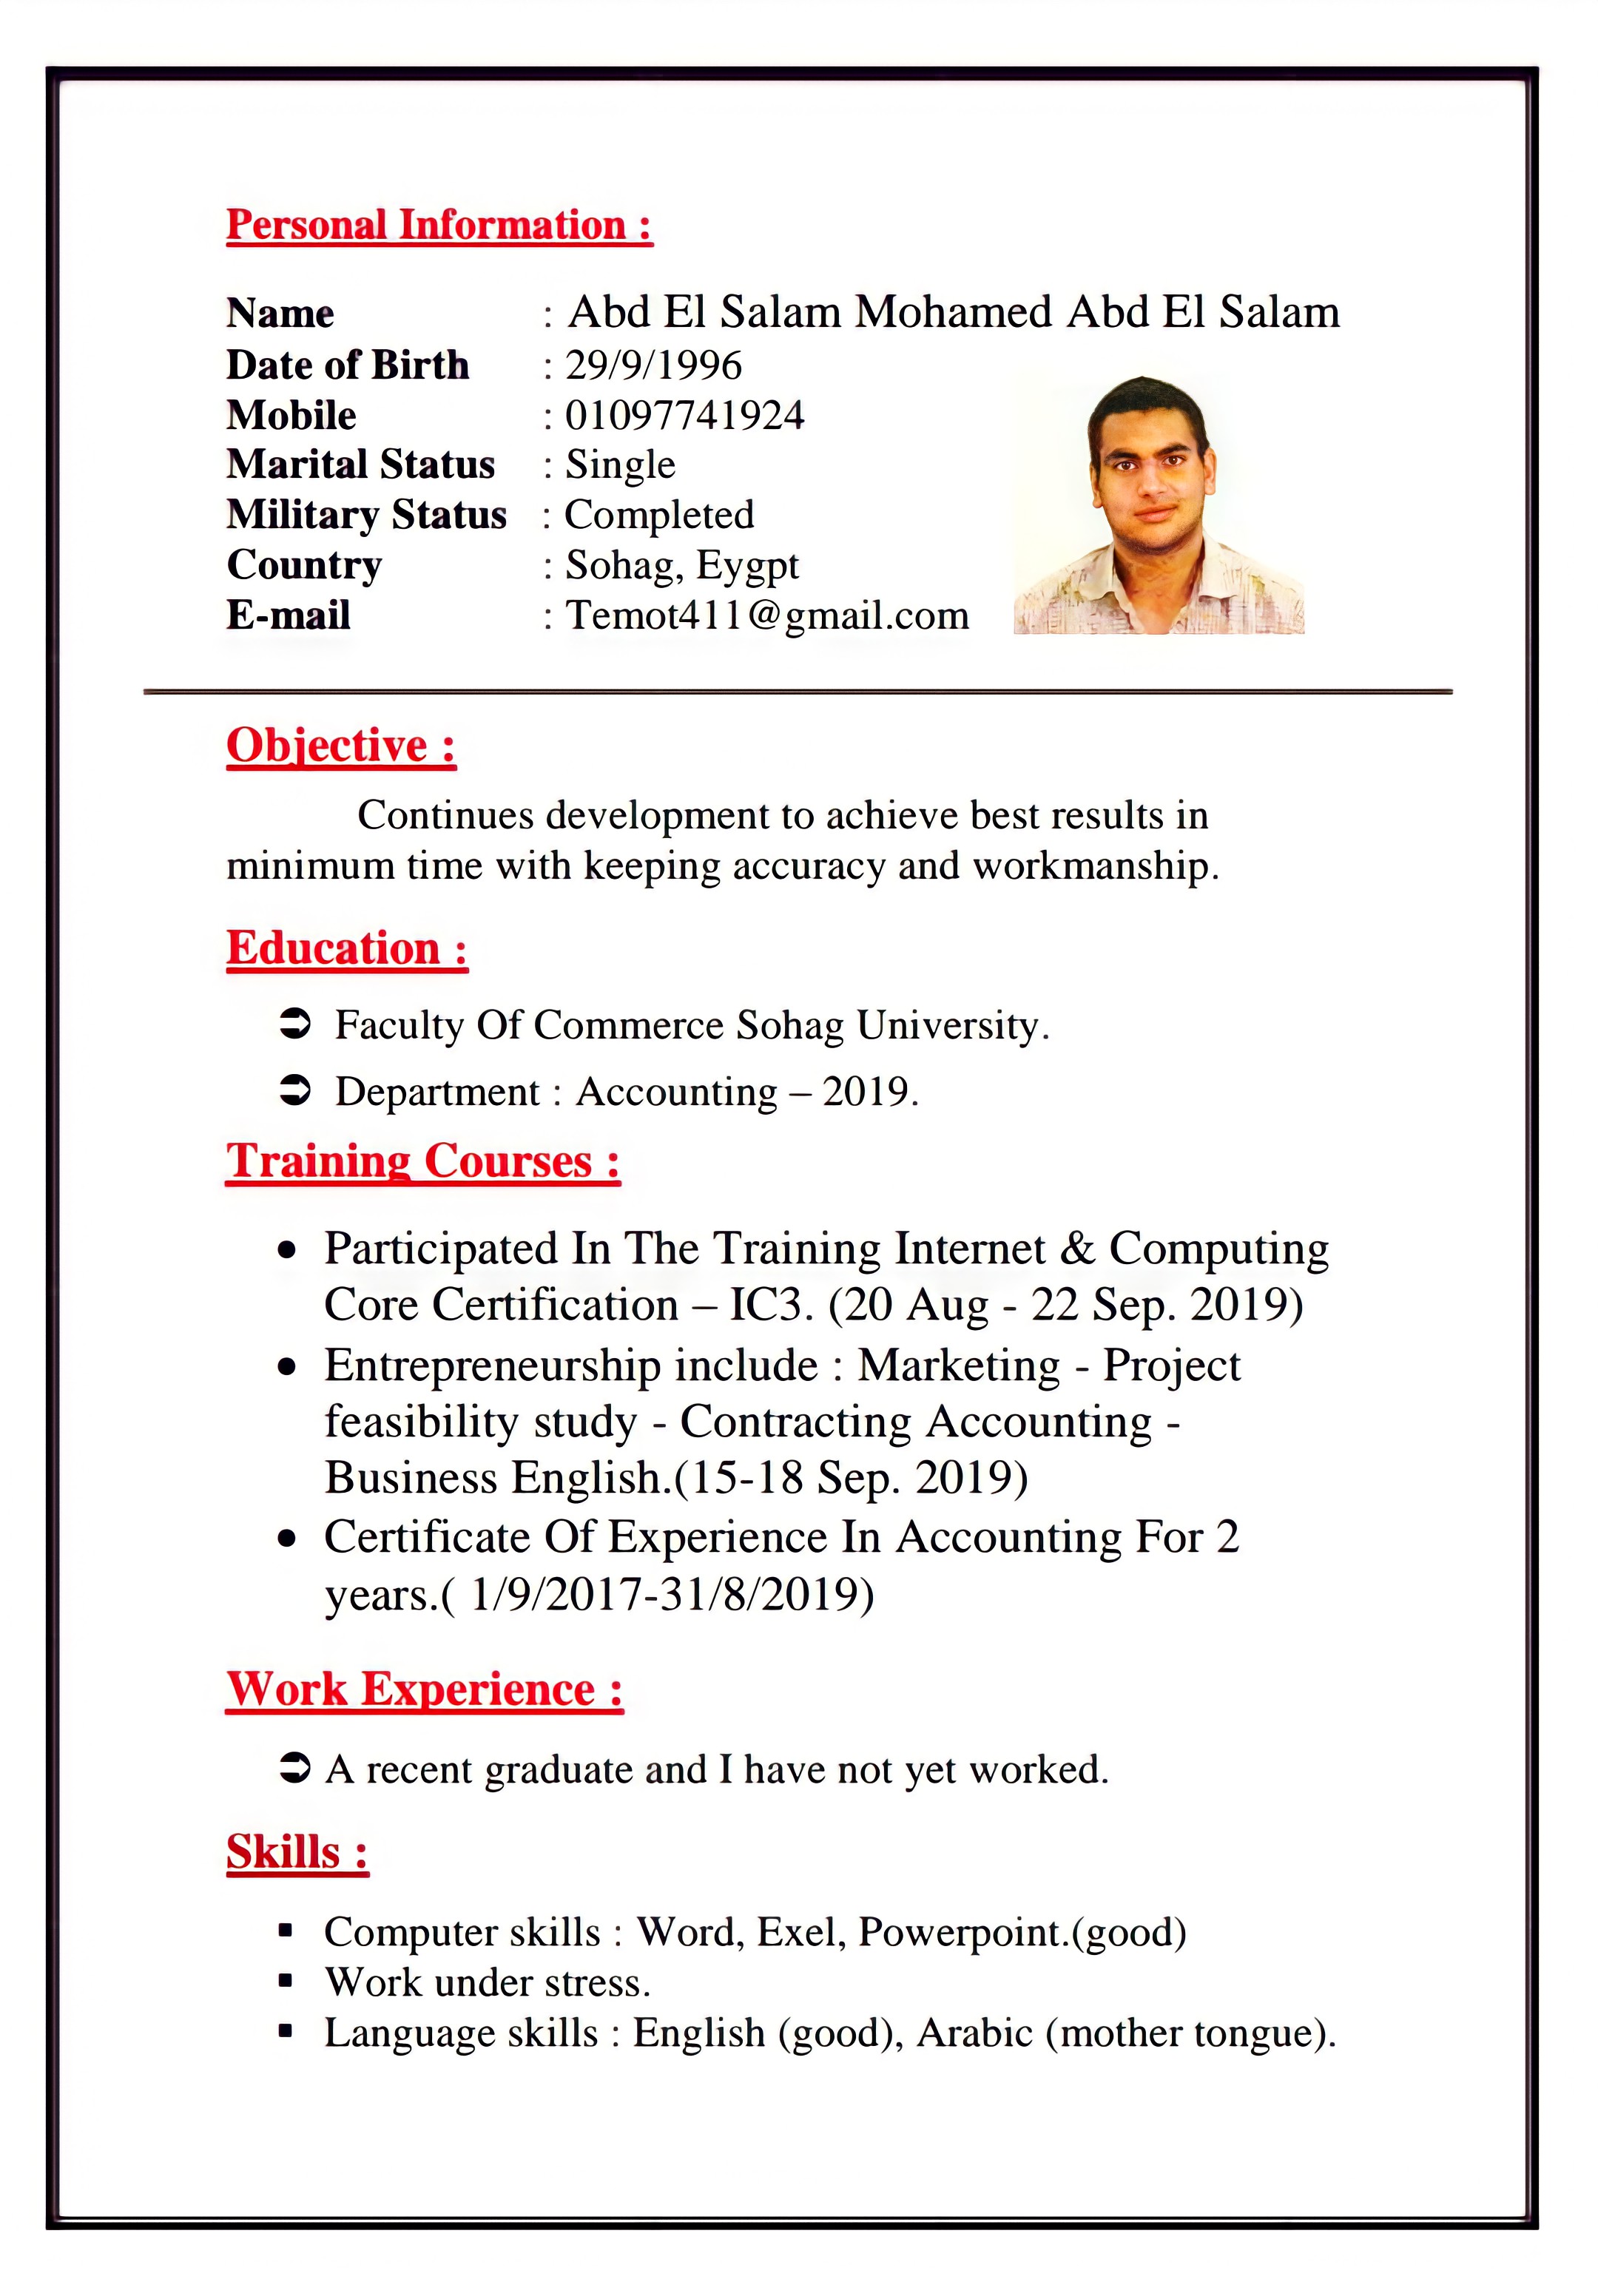 Personal Information :
Name : Abd El Salam Mohamed Abd El Salam
Date of Birth : 29/9/1996
Mobile : 01097741924
Marital Status : Single
Military Status : Completed
Country : Sohag, Eygpt
E-mail : Temot411@gmail.com
Objective :
Continues development to achieve best results in
minimum time with keeping accuracy and workmanship.
Education :
➲ Faculty Of Commerce Sohag University.
➲ Department : Accounting – 2019.
Training Courses :
• Participated In The Training Internet & Computing
Core Certification – IC3. (20 Aug - 22 Sep. 2019)
• Entrepreneurship include : Marketing - Project
feasibility study - Contracting Accounting -
Business English.(15-18 Sep. 2019)
• Certificate Of Experience In Accounting For 2
years.( 1/9/2017-31/8/2019)
Work Experience :
➲ A recent graduate and I have not yet worked.
Skills :
▪ Computer skills : Word, Exel, Powerpoint.(good)
▪ Work under stress.
▪ Language skills : English (good), Arabic (mother tongue).